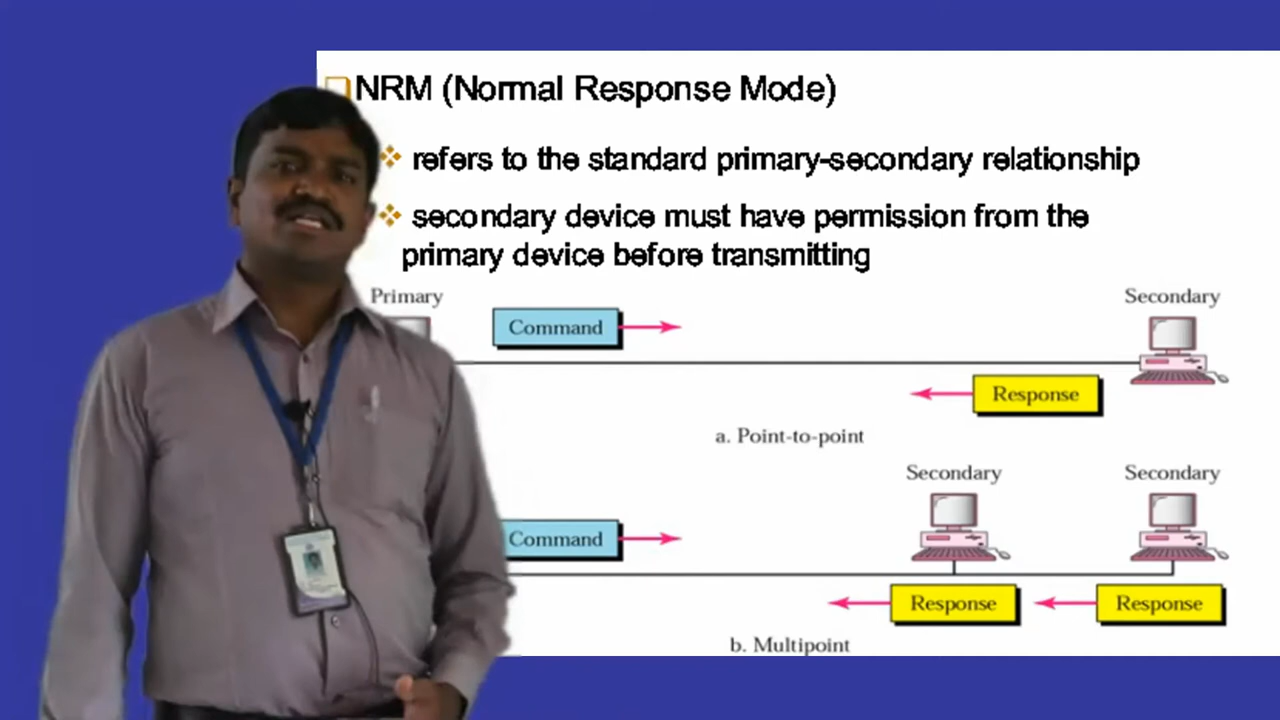 NRM (Normal Response Mode)
refers to the standard primary-secondary relationship
secondary device must have permission from the
primary device before transmitting
Primary
Command
Secondary
Response
a. Point-to-point
Secondary
Secondary
Command
Response
Response
b. Multipoint